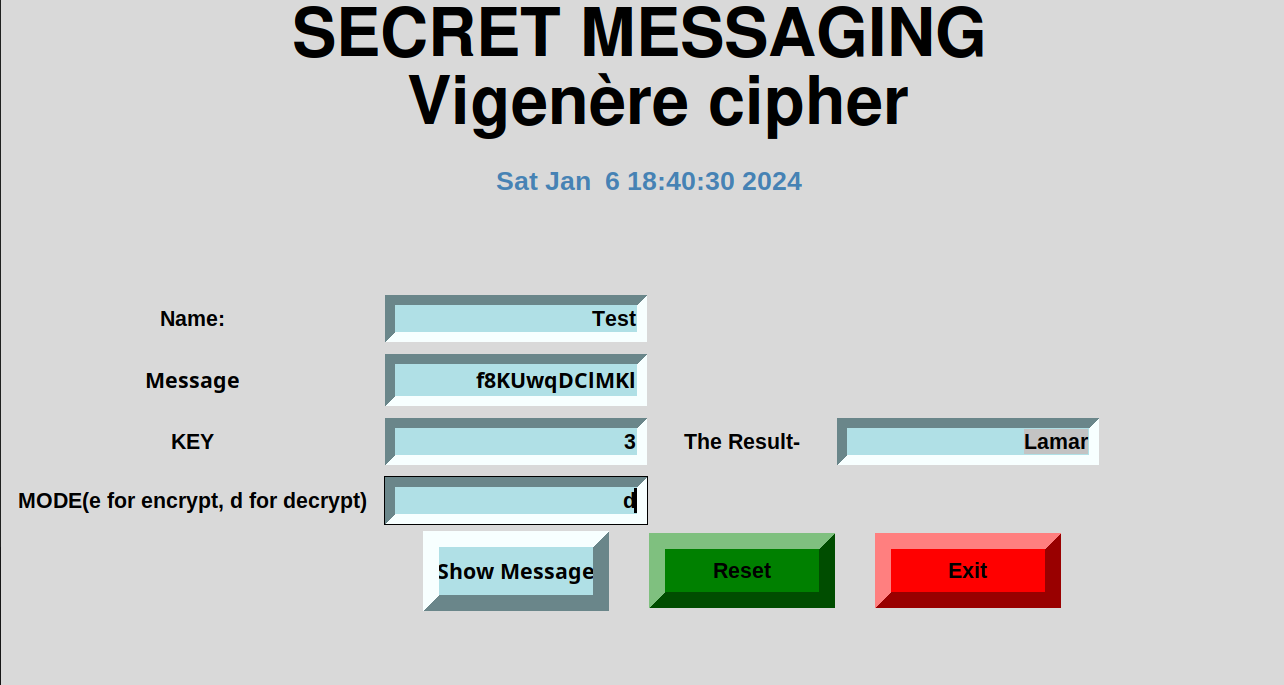 SECRET MESSAGING
Vigenère cipher
Sat Jan  6 18:40:30 2024
Name:
Test
Message
f8KUwqDClMKl
KEY
3
The Result-
Lamar
MODE(e for encrypt, d for decrypt)
d
Show Message
Reset
Exit